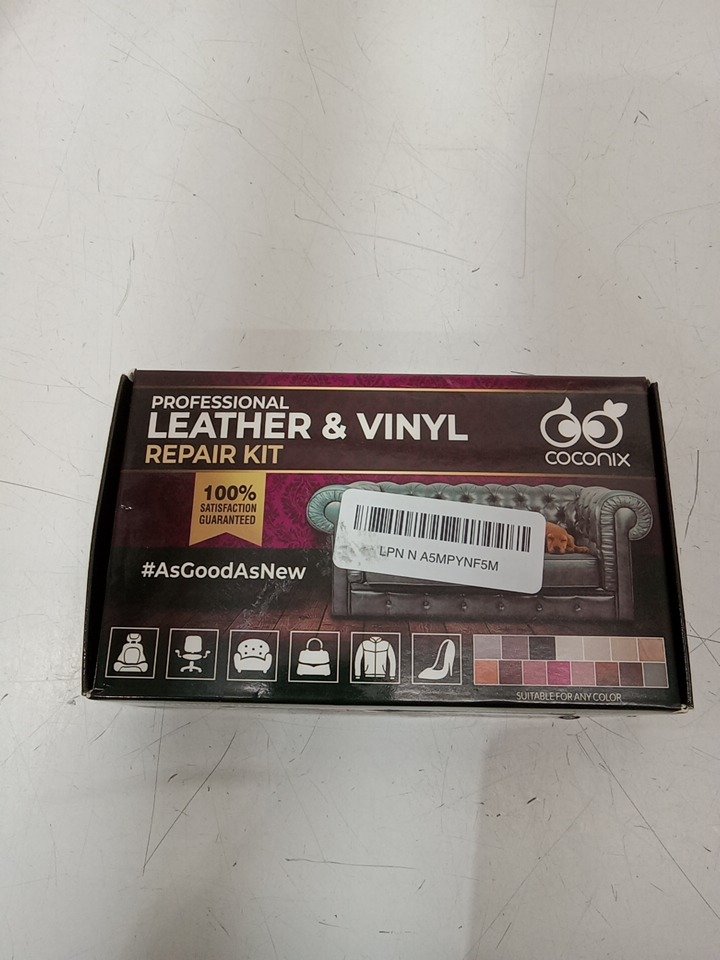 PROFESSIONAL
LEATHER & VINYL
REPAIR KIT
COCONIX
100%
SATISFACTION
GUARANTEED
LPN N A5MPYNF5M
#AsGoodAsNew
SUITABLE FOR ANY COLOR